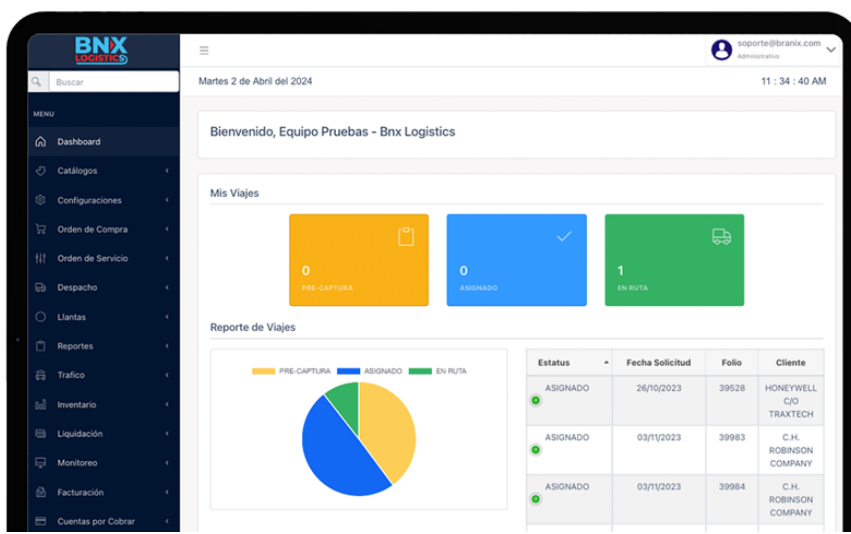 BNX
LOGISTICS
soporte@branix.com
Administrativo
Buscar
Martes 2 de Abril del 2024
11 : 34 : 40 AM
MENU
Dashboard
Catálogos
Configuraciones
Orden de Compra
Orden de Servicio
Despacho
Llantas
Reportes
Trafico
Inventario
Liquidación
Monitoreo
Facturación
Cuentas por Cobrar
Bienvenido, Equipo Pruebas - Bnx Logistics
Mis Viajes
0
PRE-CAPTURA
0
ASIGNADO
1
EN RUTA
Reporte de Viajes
PRE-CAPTURA ASIGNADO EN RUTA
Estatus Fecha Solicitud Folio Cliente
ASIGNADO 26/10/2023 39528 HONEYWELL
C/O
TRAXTECH
ASIGNADO 03/11/2023 39983 C.H.
ROBINSON
COMPANY
ASIGNADO 03/11/2023 39984 C.H.
ROBINSON
COMPANY